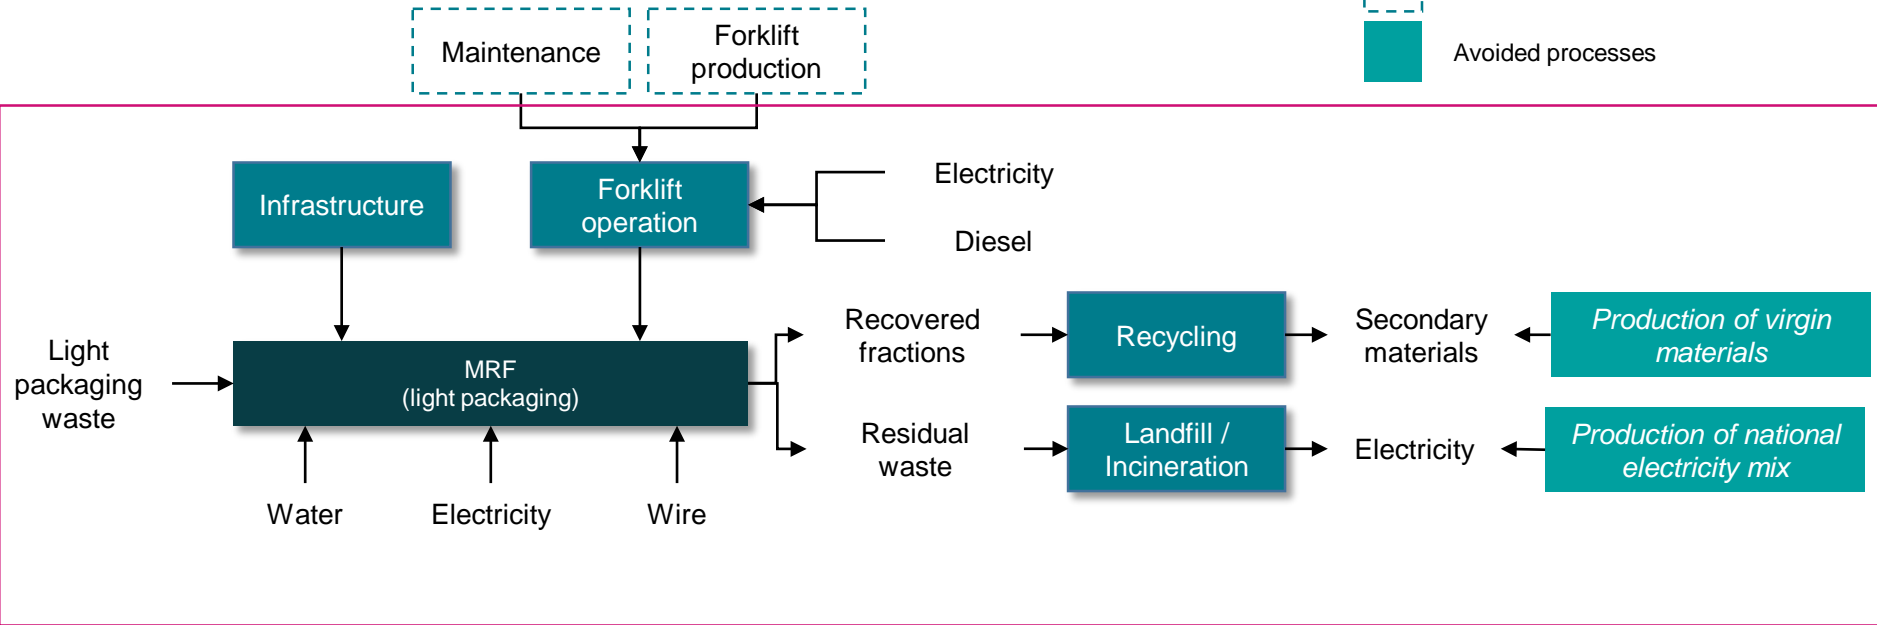 Maintenance
Forklift
production
Avoided processes
Infrastructure
Forklift
operation
Electricity
Diesel
Light
packaging
waste
MRF
(light packaging)
Recovered
fractions
Recycling
Secondary
materials
Production of virgin
materials
Residual
waste
Landfill /
Incineration
Electricity
Production of national
electricity mix
Water
Electricity
Wire